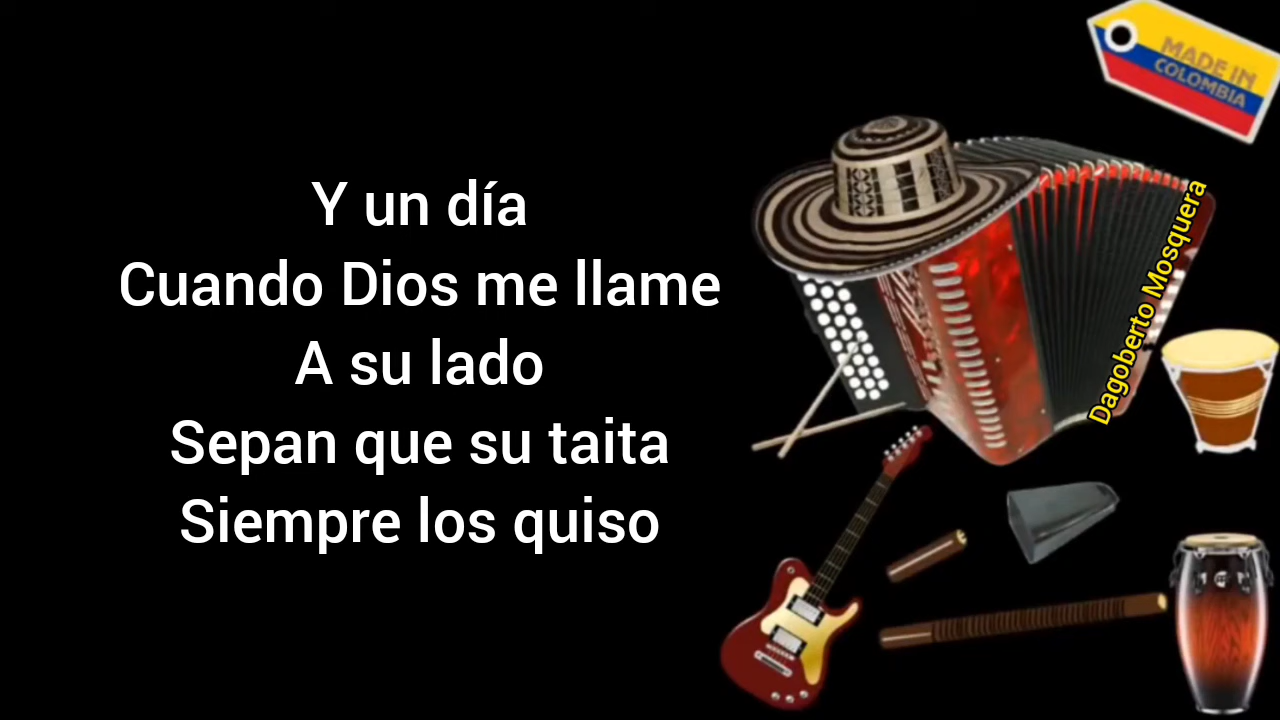 Y un día
Cuando Dios me llame
A su lado
Sepan que su taita
Siempre los quiso
MADE IN
COLOMBIA
Dagoberto Mosquera